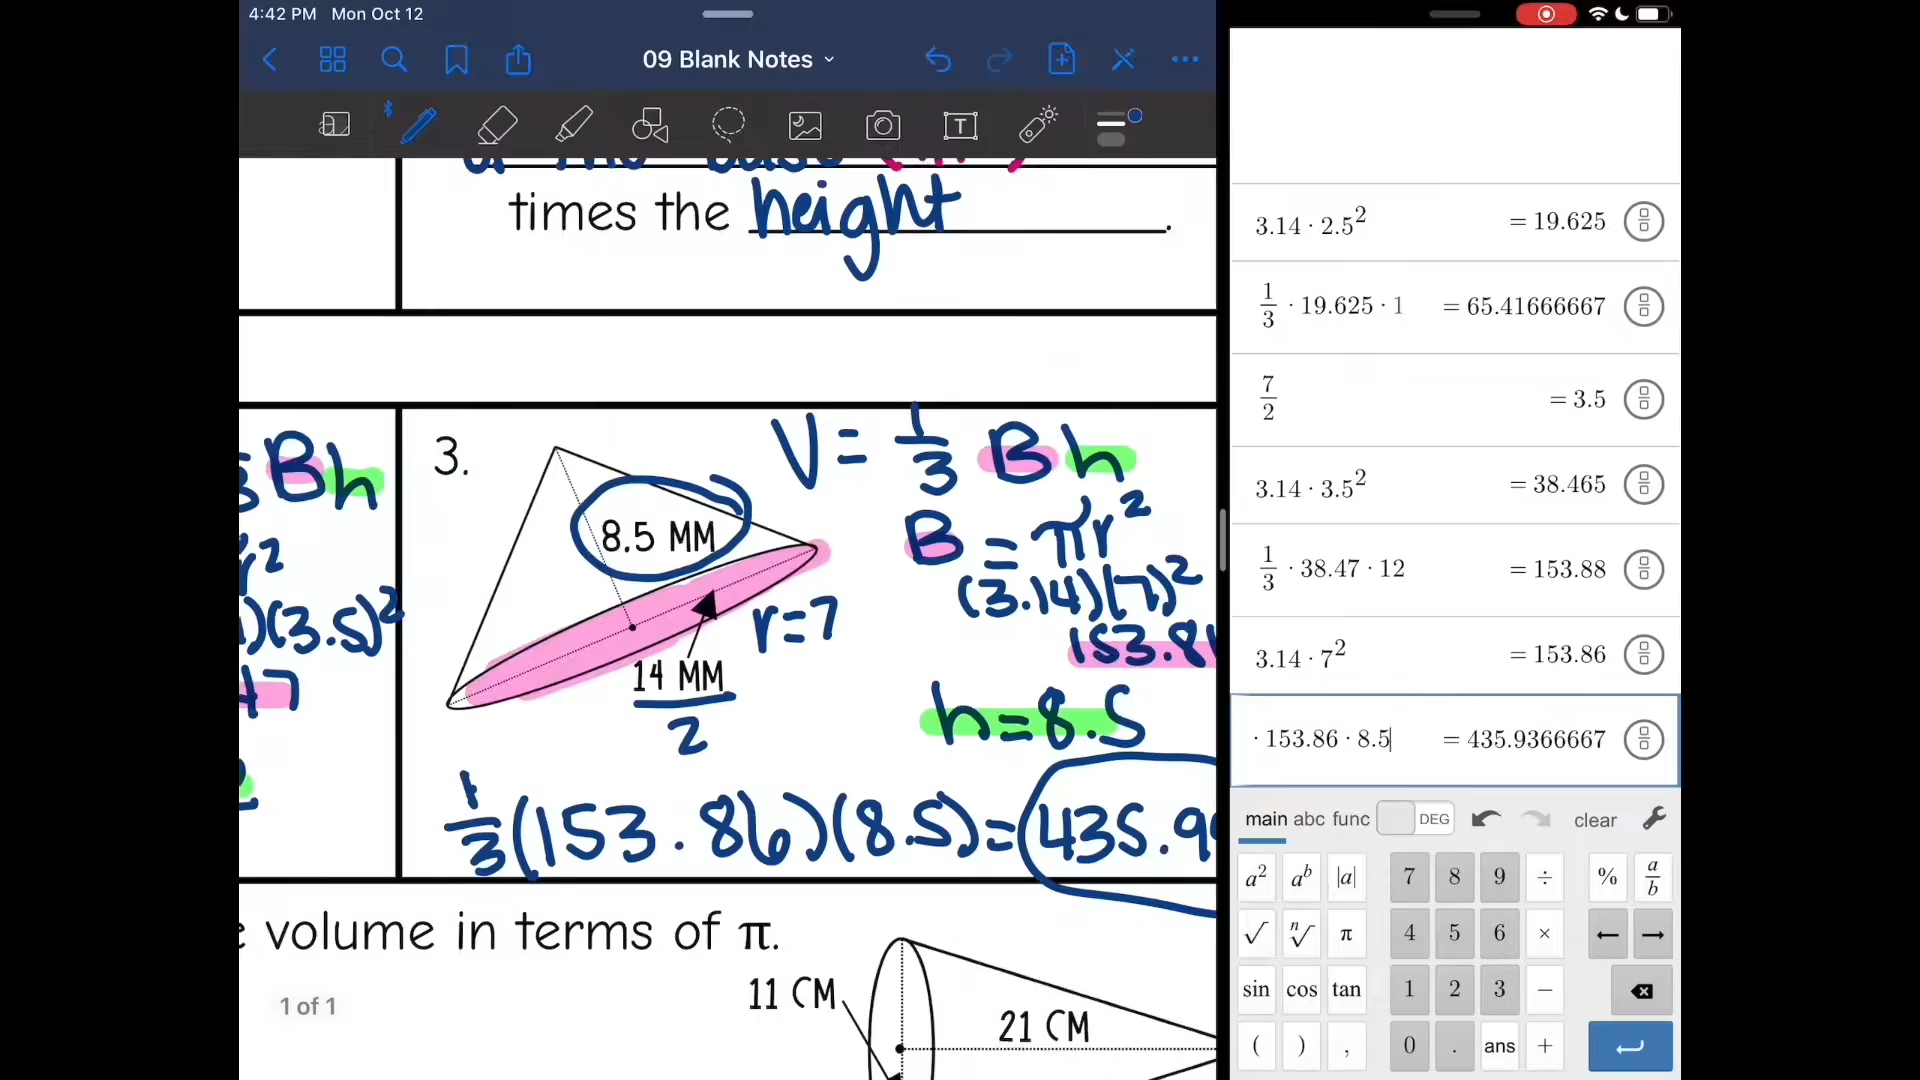 4:42 PM Mon Oct 12
09 Blank Notes
times the height.
Bh
r²
)(3.5)²
47
3.
8.5 MM
14 MM
2
r=7
V = 1/3 Bh
B = πr²
(3.14)(7)²
153.8
h=8.5
1/3(153.86)(8.5)=435.9
volume in terms of π.
11 CM
21 CM
1 of 1
3.14 · 2.5² = 19.625
1/3 · 19.625 · 1 = 65.41666667
7/2 = 3.5
3.14 · 3.5² = 38.465
1/3 · 38.47 · 12 = 153.88
3.14 · 7² = 153.86
· 153.86 · 8.5 = 435.9366667
main abc func DEG clear
a² aᵇ |a| 7 8 9 ÷ % a/b
√ ⁿ√ π 4 5 6 × ← →
sin cos tan 1 2 3 −
( ) , 0 . ans +